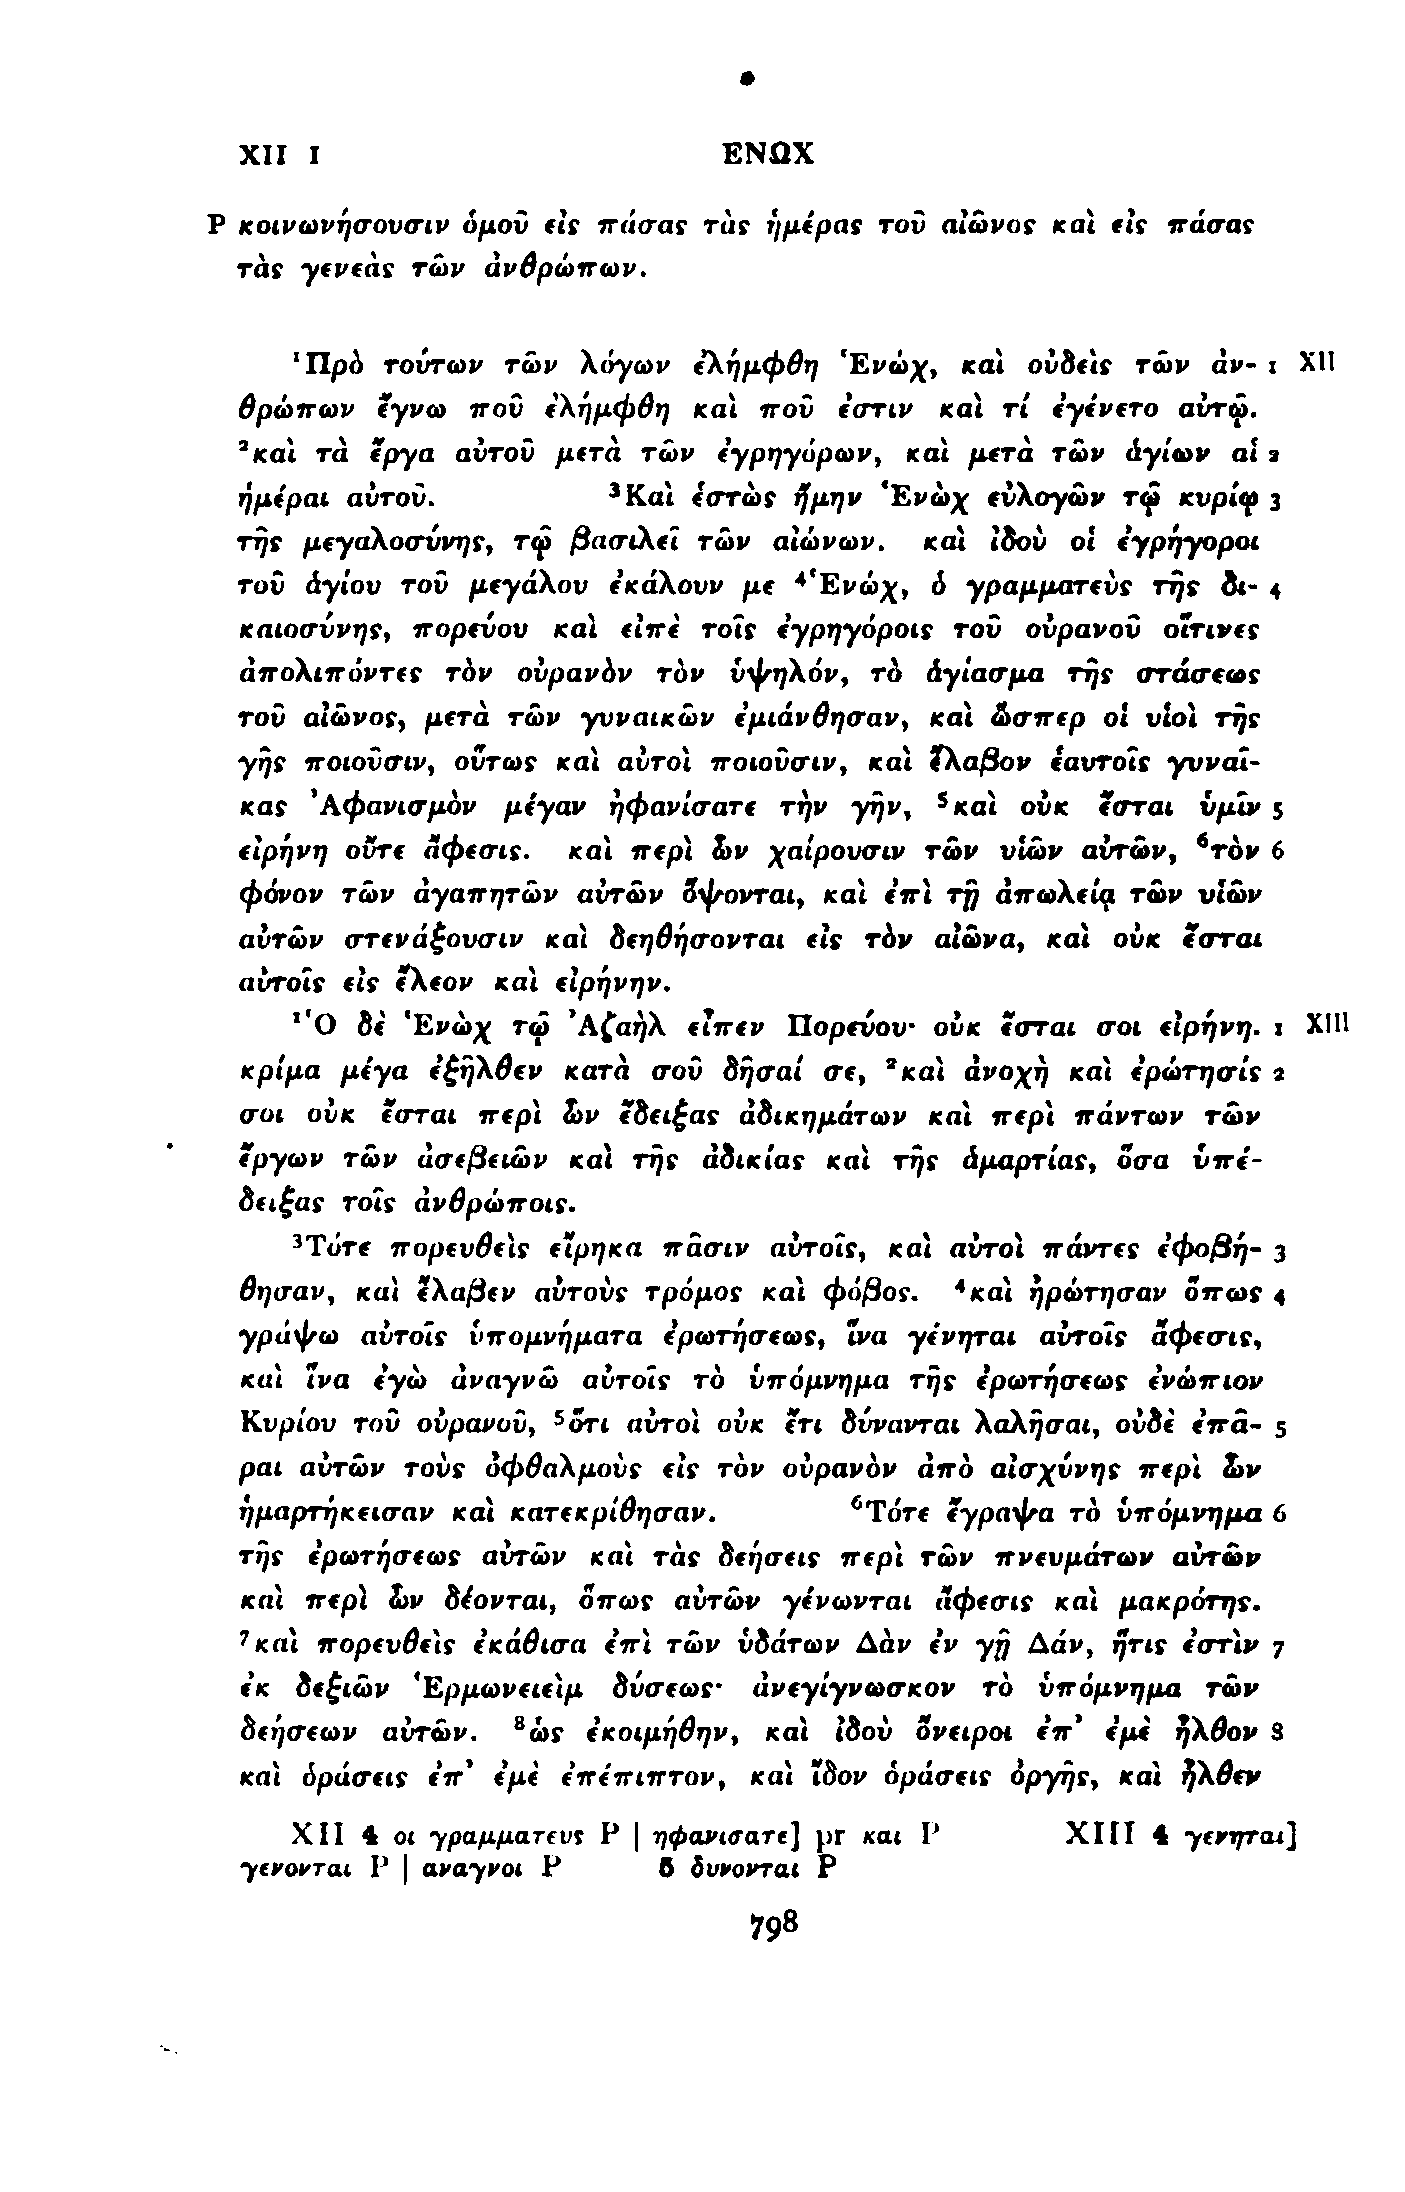 XII 1 ΕΝΩΧ
P κοινωνήσουσιν ὁμοῦ εἰς πάσας τὰς ἡμέρας τοῦ αἰῶνος καὶ εἰς πάσας
τὰς γενεὰς τῶν ἀνθρώπων.
¹Πρὸ τούτων τῶν λόγων ἐλήμφθη Ἑνώχ, καὶ οὐδεὶς τῶν ἀν- 1 XII
θρώπων ἔγνω ποῦ ἐλήμφθη καὶ ποῦ ἐστιν καὶ τί ἐγένετο αὐτῷ.
²καὶ τὰ ἔργα αὐτοῦ μετὰ τῶν ἐγρηγόρων, καὶ μετὰ τῶν ἁγίων αἱ 2
ἡμέραι αὐτοῦ. ³Καὶ ἑστὼς ἤμην Ἑνὼχ εὐλογῶν τῷ κυρίῳ 3
τῆς μεγαλοσύνης, τῷ βασιλεῖ τῶν αἰώνων. καὶ ἰδοὺ οἱ ἐγρήγοροι
τοῦ ἁγίου τοῦ μεγάλου ἐκάλουν με ⁴Ἑνώχ, ὁ γραμματεὺς τῆς δι- 4
καιοσύνης, πορεύου καὶ εἰπὲ τοῖς ἐγρηγόροις τοῦ οὐρανοῦ οἵτινες
ἀπολιπόντες τὸν οὐρανὸν τὸν ὑψηλόν, τὸ ἁγίασμα τῆς στάσεως
τοῦ αἰῶνος, μετὰ τῶν γυναικῶν ἐμιάνθησαν, καὶ ὥσπερ οἱ υἱοὶ τῆς
γῆς ποιοῦσιν, οὕτως καὶ αὐτοὶ ποιοῦσιν, καὶ ἔλαβον ἑαυτοῖς γυναῖ-
κας Ἀφανισμὸν μέγαν ἠφανίσατε τὴν γῆν, ⁵καὶ οὐκ ἔσται ὑμῖν 5
εἰρήνη οὔτε ἄφεσις. καὶ περὶ ὧν χαίρουσιν τῶν υἱῶν αὐτῶν, ⁶τὸν 6
φόνον τῶν ἀγαπητῶν αὐτῶν ὄψονται, καὶ ἐπὶ τῇ ἀπωλείᾳ τῶν υἱῶν
αὐτῶν στενάξουσιν καὶ δεηθήσονται εἰς τὸν αἰῶνα, καὶ οὐκ ἔσται
αὐτοῖς εἰς ἔλεον καὶ εἰρήνην.
¹Ὁ δὲ Ἑνὼχ τῷ Ἀζαὴλ εἶπεν Πορεύου· οὐκ ἔσται σοι εἰρήνη. 1 XIII
κρίμα μέγα ἐξῆλθεν κατὰ σοῦ δῆσαί σε, ²καὶ ἀνοχὴ καὶ ἐρώτησίς 2
σοι οὐκ ἔσται περὶ ὧν ἔδειξας ἀδικημάτων καὶ περὶ πάντων τῶν
ἔργων τῶν ἀσεβειῶν καὶ τῆς ἀδικίας καὶ τῆς ἁμαρτίας, ὅσα ὑπέ-
δειξας τοῖς ἀνθρώποις.
³Τότε πορευθεὶς εἴρηκα πᾶσιν αὐτοῖς, καὶ αὐτοὶ πάντες ἐφοβή- 3
θησαν, καὶ ἔλαβεν αὐτοὺς τρόμος καὶ φόβος. ⁴καὶ ἠρώτησαν ὅπως 4
γράψω αὐτοῖς ὑπομνήματα ἐρωτήσεως, ἵνα γένηται αὐτοῖς ἄφεσις,
καὶ ἵνα ἐγὼ ἀναγνῶ αὐτοῖς τὸ ὑπόμνημα τῆς ἐρωτήσεως ἐνώπιον
Κυρίου τοῦ οὐρανοῦ, ⁵ὅτι αὐτοὶ οὐκ ἔτι δύνανται λαλῆσαι, οὐδὲ ἐπᾶ- 5
ραι αὐτῶν τοὺς ὀφθαλμοὺς εἰς τὸν οὐρανὸν ἀπὸ αἰσχύνης περὶ ὧν
ἡμαρτήκεισαν καὶ κατεκρίθησαν. ⁶Τότε ἔγραψα τὸ ὑπόμνημα 6
τῆς ἐρωτήσεως αὐτῶν καὶ τὰς δεήσεις περὶ τῶν πνευμάτων αὐτῶν
καὶ περὶ ὧν δέονται, ὅπως αὐτῶν γένωνται ἄφεσις καὶ μακρότης.
⁷καὶ πορευθεὶς ἐκάθισα ἐπὶ τῶν ὑδάτων Δὰν ἐν γῇ Δάν, ἥτις ἐστὶν 7
ἐκ δεξιῶν Ἑρμωνειεὶμ δύσεως· ἀνεγίγνωσκον τὸ ὑπόμνημα τῶν
δεήσεων αὐτῶν. ⁸ὡς ἐκοιμήθην, καὶ ἰδοὺ ὄνειροι ἐπ’ ἐμὲ ἦλθον 8
καὶ ὁράσεις ἐπ’ ἐμὲ ἐπέπιπτον, καὶ ἴδον ὁράσεις ὀργῆς, καὶ ἦλθεν
XII 4 οι γραμματευς P | ηφανισατε] pr και P XIII 4 γενηται]
γενονται P | αναγνοι P 5 δυνονται P
798